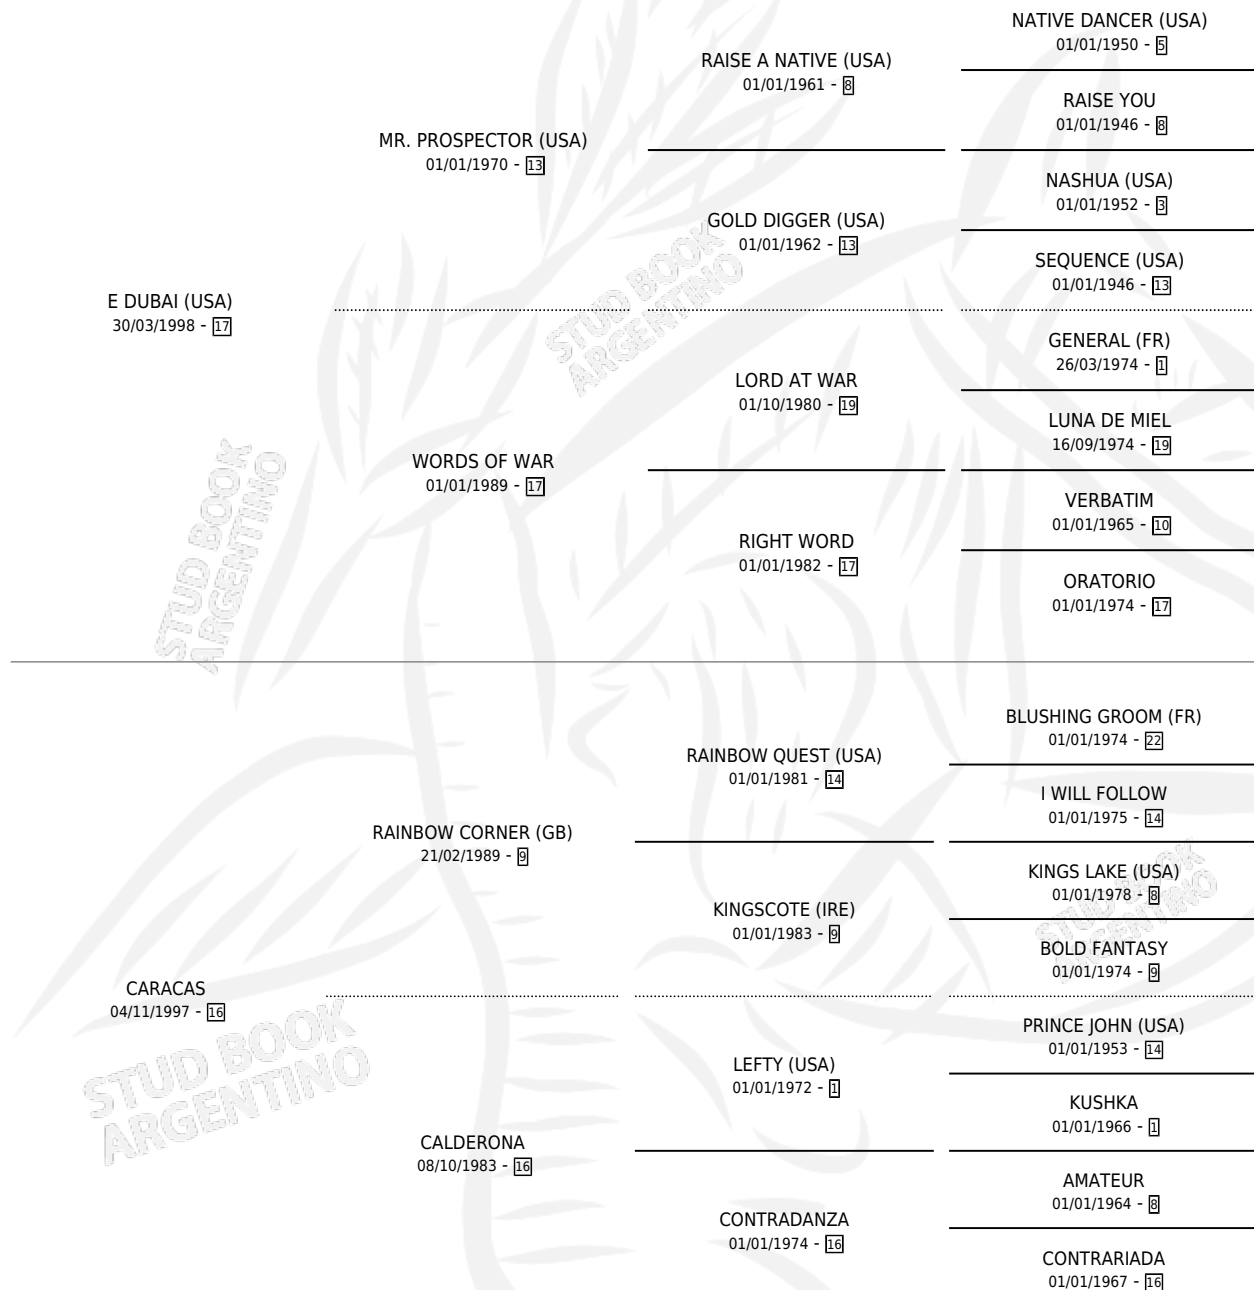 NATIVE DANCER (USA)
01/01/1950 - 5
RAISE A NATIVE (USA)
01/01/1961 - 8
RAISE YOU
01/01/1946 - 8
MR. PROSPECTOR (USA)
01/01/1970 - 13
NASHUA (USA)
01/01/1952 - 3
GOLD DIGGER (USA)
01/01/1962 - 13
SEQUENCE (USA)
01/01/1946 - 13
E DUBAI (USA)
30/03/1998 - 17
GENERAL (FR)
26/03/1974 - 1
LORD AT WAR
01/10/1980 - 19
LUNA DE MIEL
16/09/1974 - 19
WORDS OF WAR
01/01/1989 - 17
VERBATIM
01/01/1965 - 10
RIGHT WORD
01/01/1982 - 17
ORATORIO
01/01/1974 - 17
BLUSHING GROOM (FR)
01/01/1974 - 22
RAINBOW QUEST (USA)
01/01/1981 - 14
I WILL FOLLOW
01/01/1975 - 14
RAINBOW CORNER (GB)
21/02/1989 - 9
KINGS LAKE (USA)
01/01/1978 - 8
KINGSCOTE (IRE)
01/01/1983 - 9
BOLD FANTASY
01/01/1974 - 9
CARACAS
04/11/1997 - 16
PRINCE JOHN (USA)
01/01/1953 - 14
LEFTY (USA)
01/01/1972 - 1
KUSHKA
01/01/1966 - 1
CALDERONA
08/10/1983 - 16
AMATEUR
01/01/1964 - 8
CONTRADANZA
01/01/1974 - 16
CONTRARIADA
01/01/1967 - 16
STUD BOOK
ARGENTINO
STUD BOOK
ARGENTINO
STUD BOOK
ARGENTINO
STUD BOOK
ARGENTINO